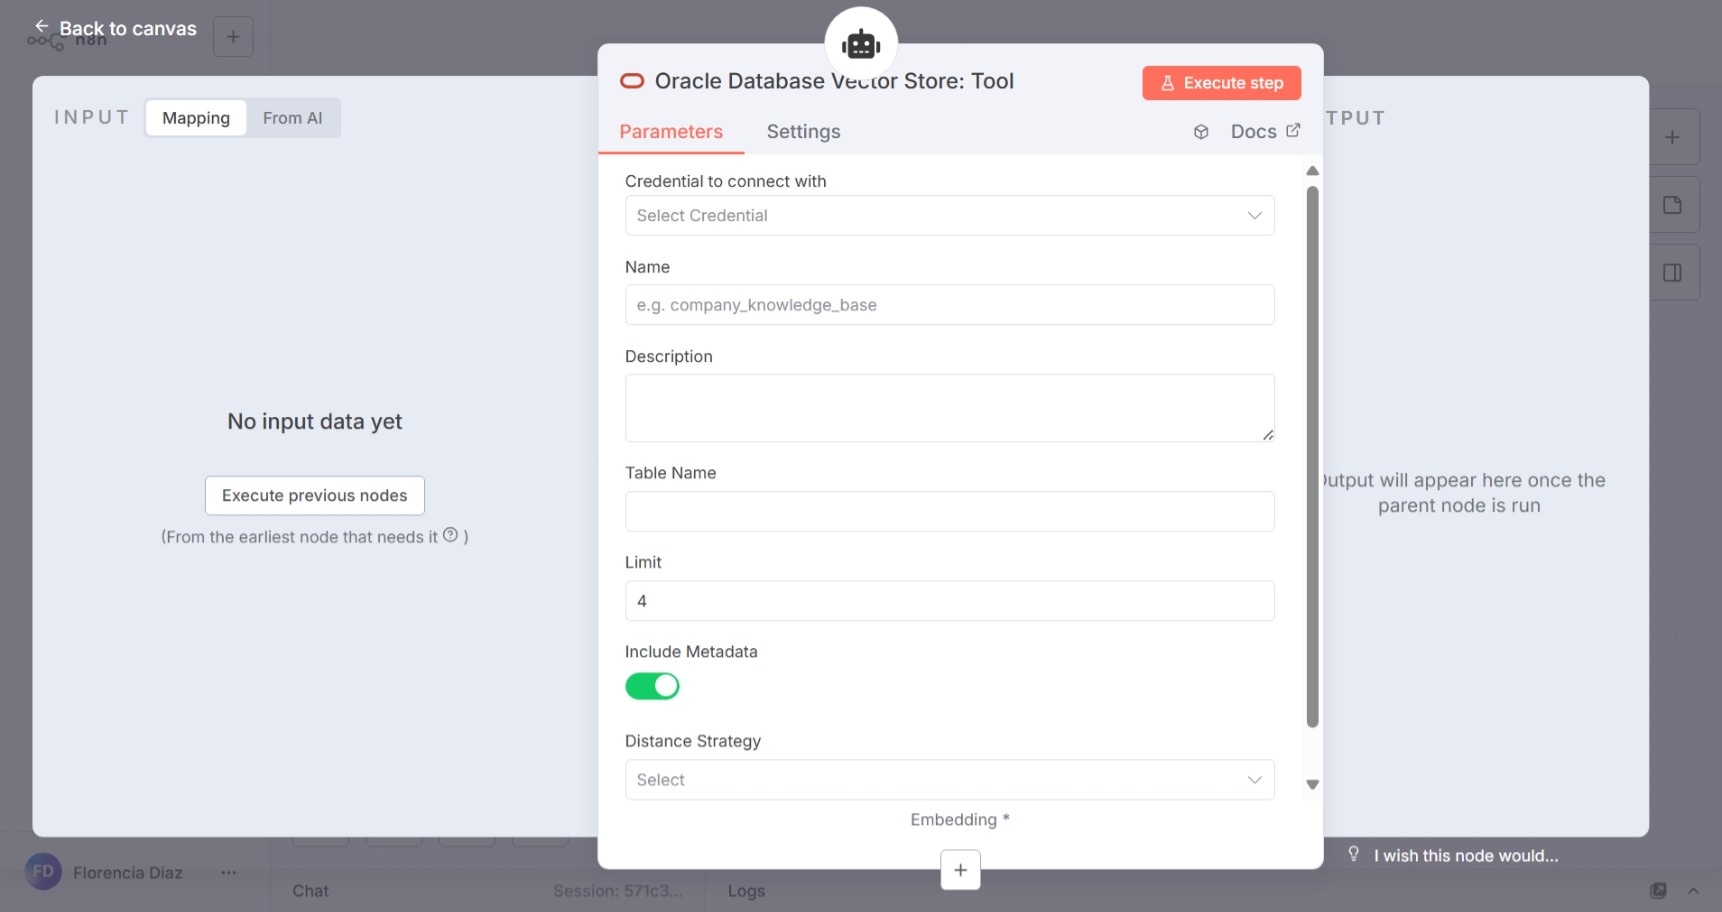 Back to canvas
n8n
INPUT
Mapping
From AI
No input data yet
Execute previous nodes
(From the earliest node that needs it ? )
Oracle Database Vector Store: Tool
Execute step
Parameters
Settings
Docs
Credential to connect with
Select Credential
Name
e.g. company_knowledge_base
Description
Table Name
Limit
4
Include Metadata
Distance Strategy
Select
Embedding *
TPUT
Output will appear here once the
parent node is run
I wish this node would...
FD
Florencia Diaz
...
Chat
Session: 571c3...
Logs